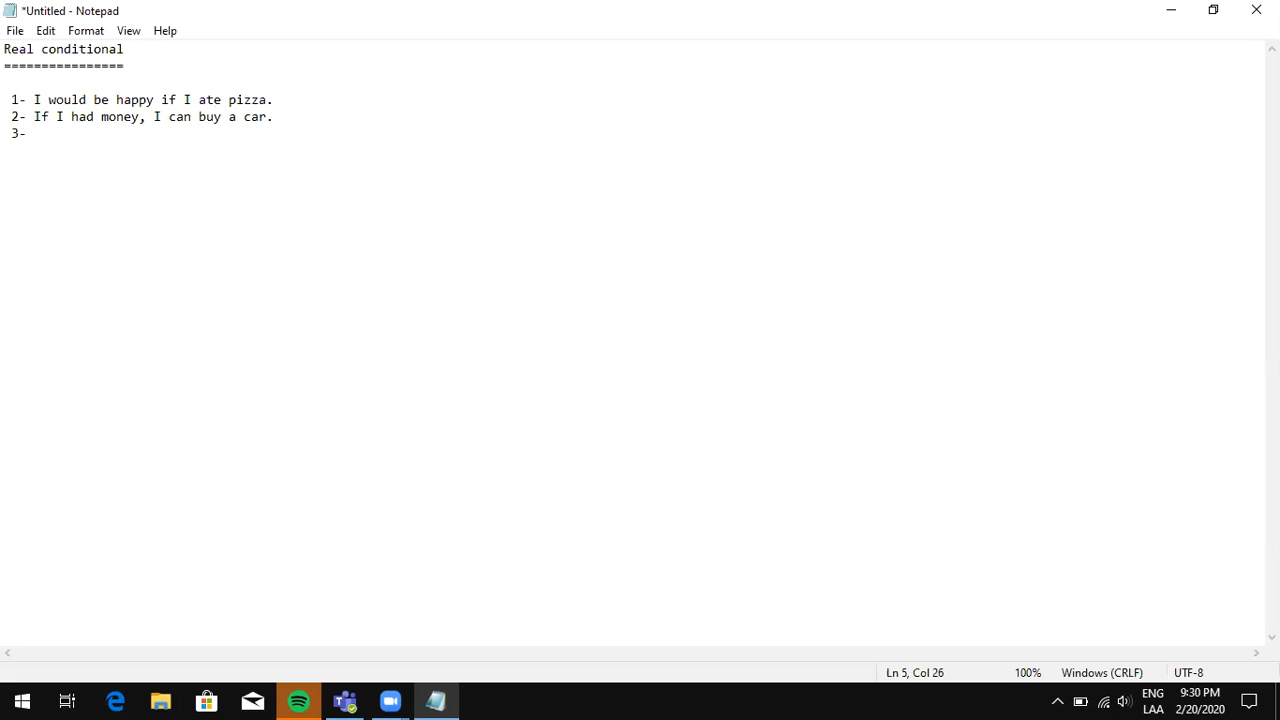 *Untitled - Notepad
File Edit Format View Help
Real conditional
================
1- I would be happy if I ate pizza.
2- If I had money, I can buy a car.
3-
Ln 5, Col 26 100% Windows (CRLF) UTF-8
ENG 9:30 PM
LAA 2/20/2020